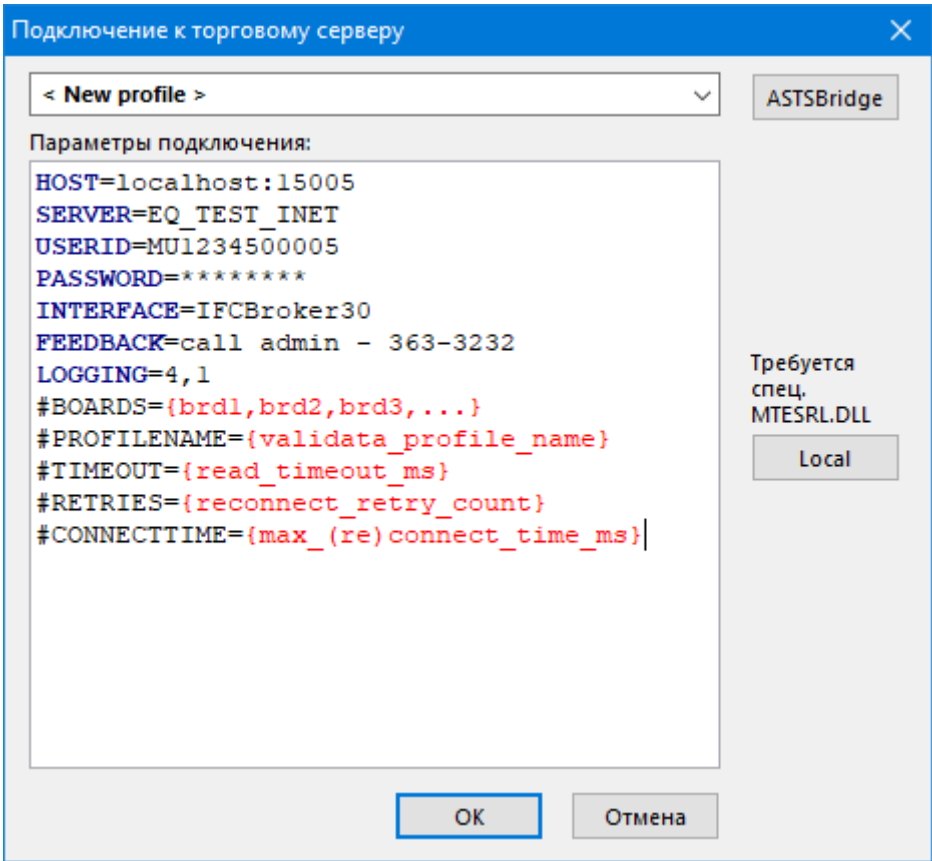 Подключение к торговому серверу
< New profile >
ASTSBridge
Параметры подключения:
HOST=localhost:15005
SERVER=EQ_TEST_INET
USERID=MU1234500005
PASSWORD=********
INTERFACE=IFCBroker30
FEEDBACK=call admin - 363-3232
LOGGING=4,1
#BOARDS={brd1,brd2,brd3,...}
#PROFILENAME={validata_profile_name}
#TIMEOUT={read_timeout_ms}
#RETRIES={reconnect_retry_count}
#CONNECTTIME={max_(re)connect_time_ms}
Требуется
спец.
MTESRL.DLL
Local
OK
Отмена